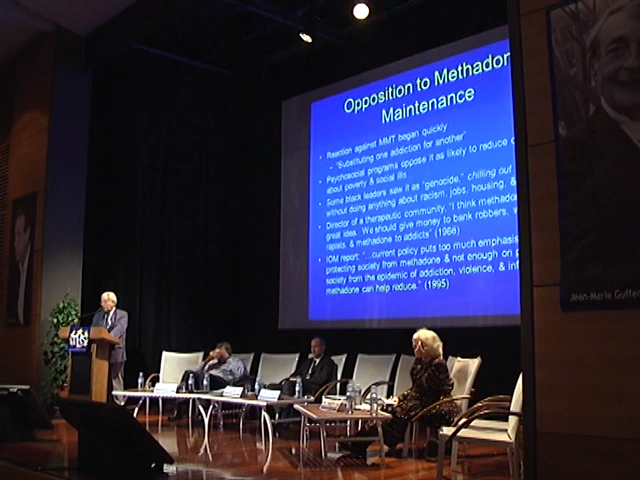 Opposition to Methadon
Maintenance
• Reaction against MMT began quickly
– "Substituting one addiction for another"
• Psychosocial programs oppose it as likely to reduce
about poverty & social ills
• Some black leaders saw it as "genocide," chilling out
without doing anything about racism, jobs, housing, &
• Director of a therapeutic community, "I think methado
great idea. We should give money to bank robbers,
rapists, & methadone to addicts" (1966)
• IOM report: "...current policy puts too much emphasis
protecting society from methadone & not enough on
society from the epidemic of addiction, violence, & inf
methadone can help reduce." (1995)
Jean-Marie Guffen